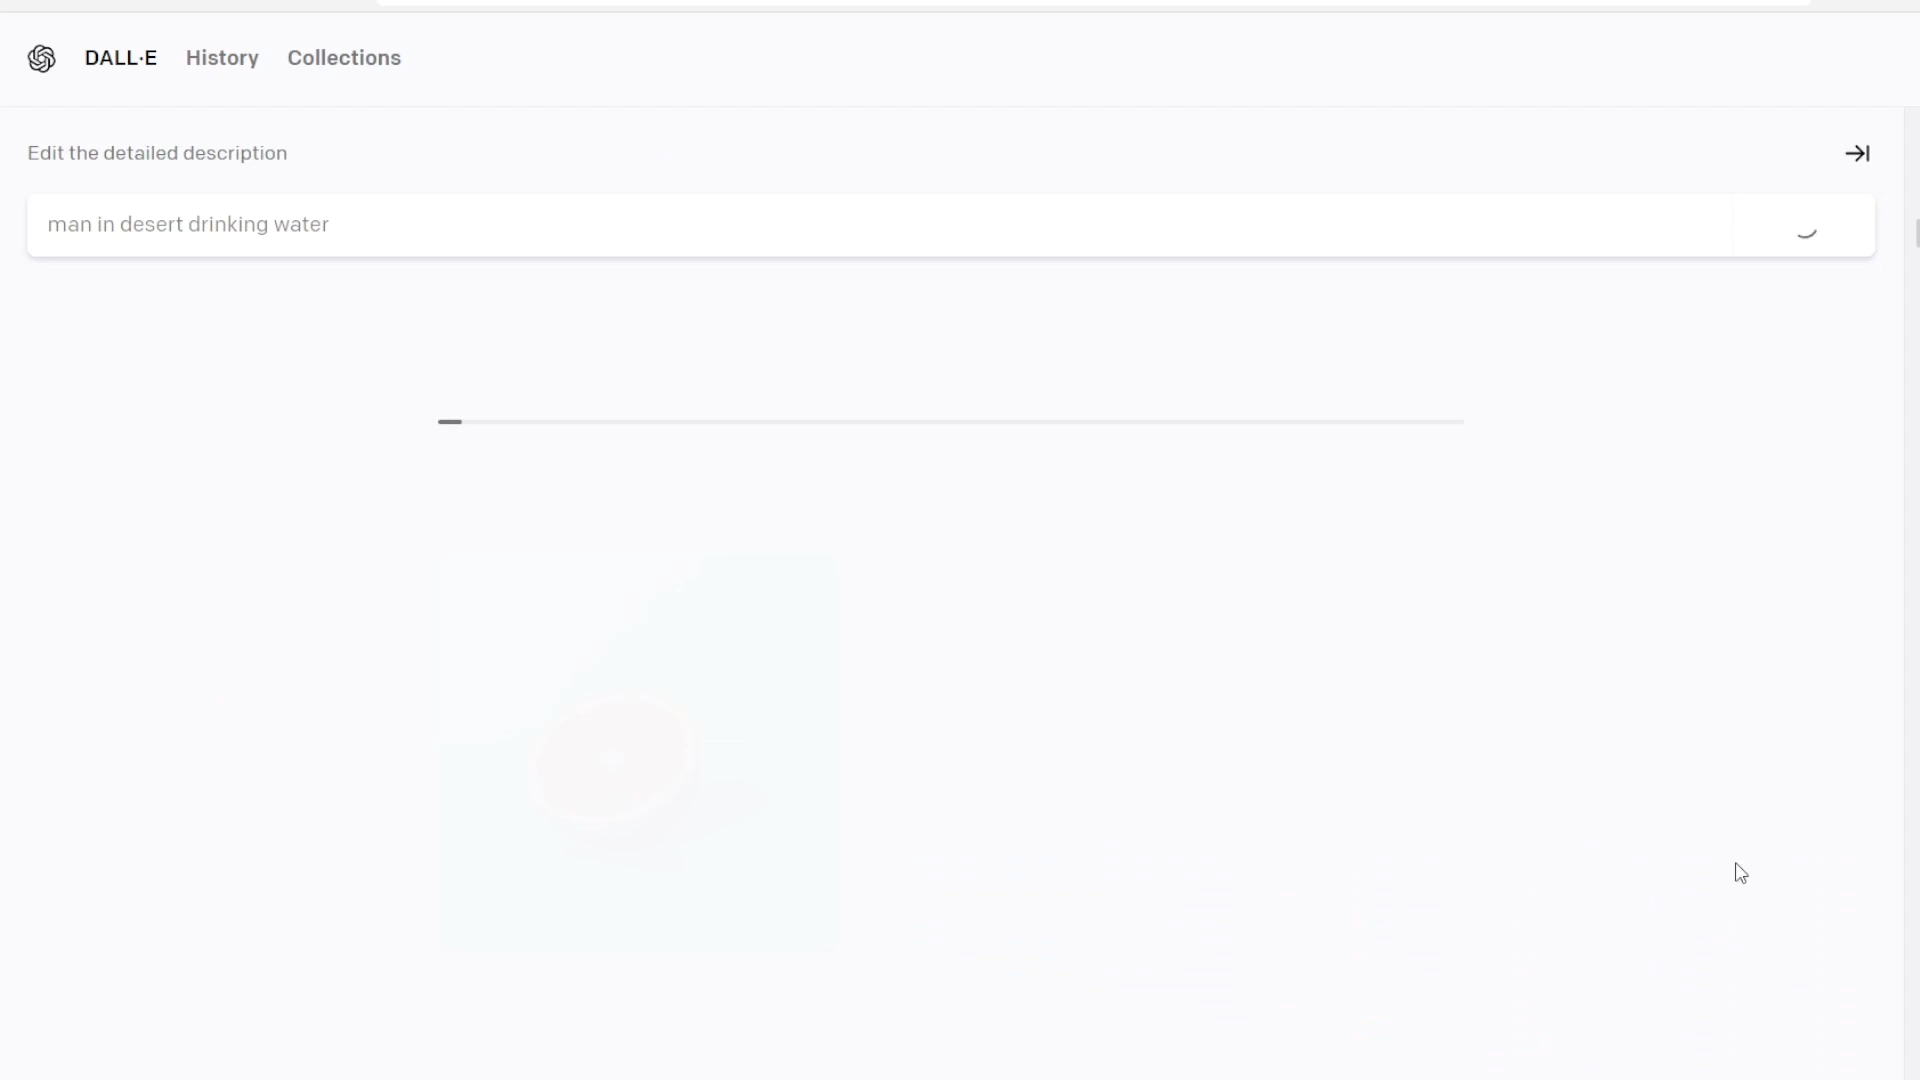 DALL·E History Collections
Edit the detailed description
man in desert drinking water